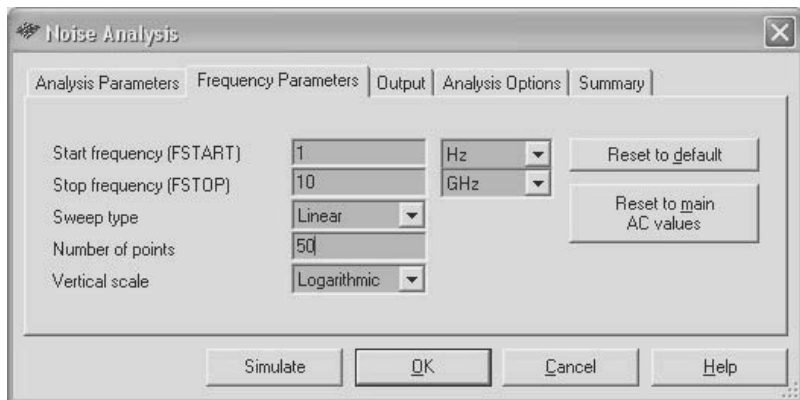 Noise Analysis
Analysis Parameters Frequency Parameters Output Analysis Options Summary
Start frequency (FSTART) 1 Hz Reset to default
Stop frequency (FSTOP) 10 GHz
Sweep type Linear
Reset to main
AC values
Number of points 50
Vertical scale Logarithmic
Simulate OK Cancel Help